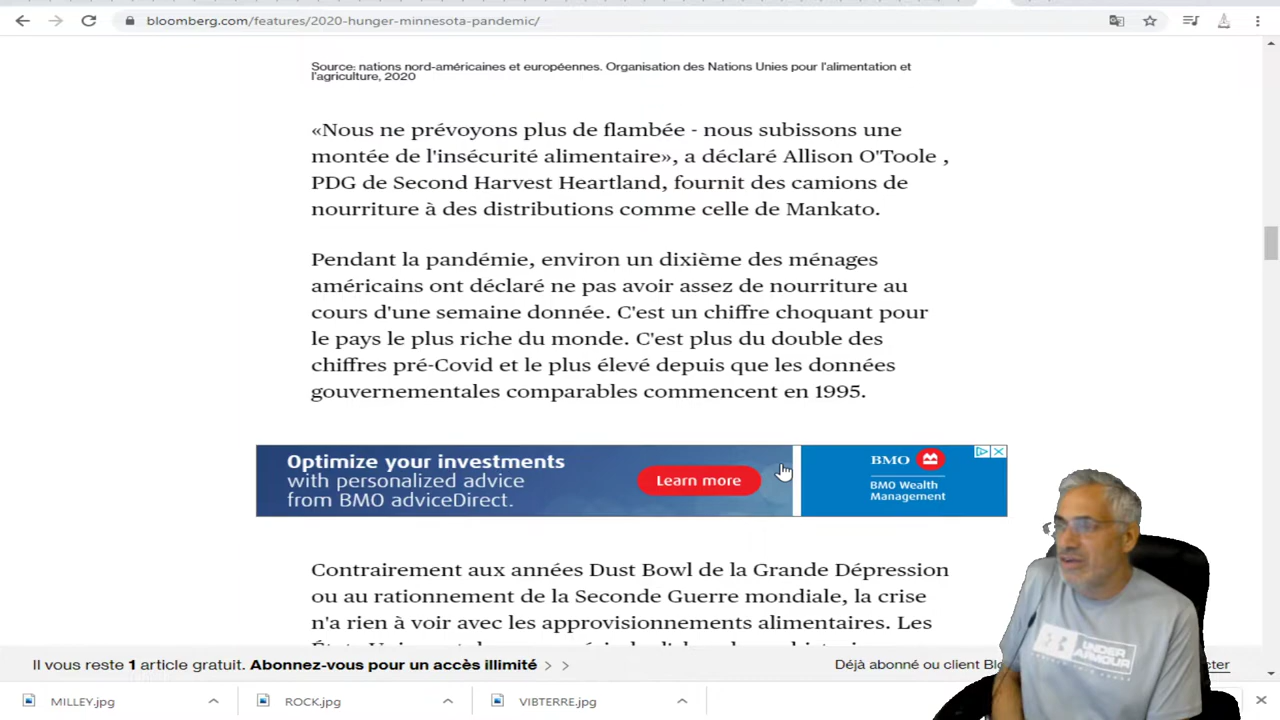 bloomberg.com/features/2020-hunger-minnesota-pandemic/
Source: nations nord-américaines et européennes. Organisation des Nations Unies pour l'alimentation et
l'agriculture, 2020
«Nous ne prévoyons plus de flambée - nous subissons une
montée de l'insécurité alimentaire», a déclaré Allison O'Toole ,
PDG de Second Harvest Heartland, fournit des camions de
nourriture à des distributions comme celle de Mankato.
Pendant la pandémie, environ un dixième des ménages
américains ont déclaré ne pas avoir assez de nourriture au
cours d'une semaine donnée. C'est un chiffre choquant pour
le pays le plus riche du monde. C'est plus du double des
chiffres pré-Covid et le plus élevé depuis que les données
gouvernementales comparables commencent en 1995.
Optimize your investments
with personalized advice
from BMO adviceDirect.
Learn more
BMO
BMO Wealth
Management
Contrairement aux années Dust Bowl de la Grande Dépression
ou au rationnement de la Seconde Guerre mondiale, la crise
n'a rien à voir avec les approvisionnements alimentaires. Les
UNDER
ARMOUR
Il vous reste 1 article gratuit. Abonnez-vous pour un accès illimité
Déjà abonné ou client
MILLEY.jpg
ROCK.jpg
VIBTERRE.jpg